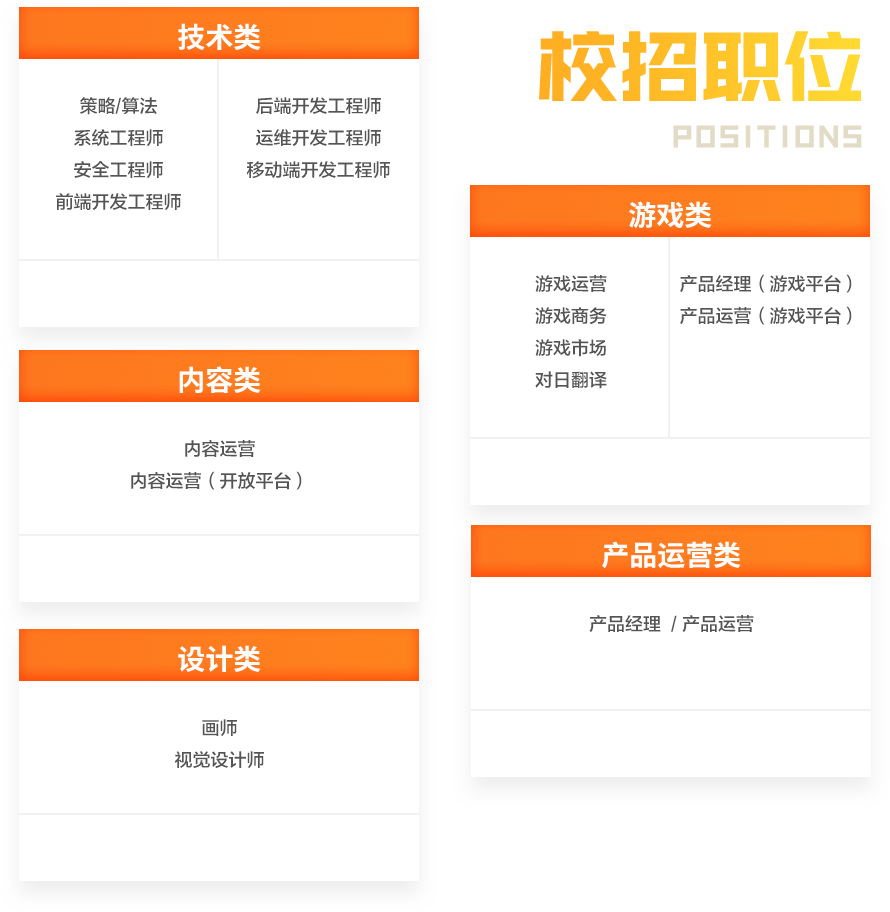 校招职位
POSITIONS
技术类
策略/算法
系统工程师
安全工程师
前端开发工程师
后端开发工程师
运维开发工程师
移动端开发工程师
内容类
内容运营
内容运营（开放平台）
设计类
画师
视觉设计师
游戏类
游戏运营
游戏商务
游戏市场
对日翻译
产品经理（游戏平台）
产品运营（游戏平台）
产品运营类
产品经理 / 产品运营